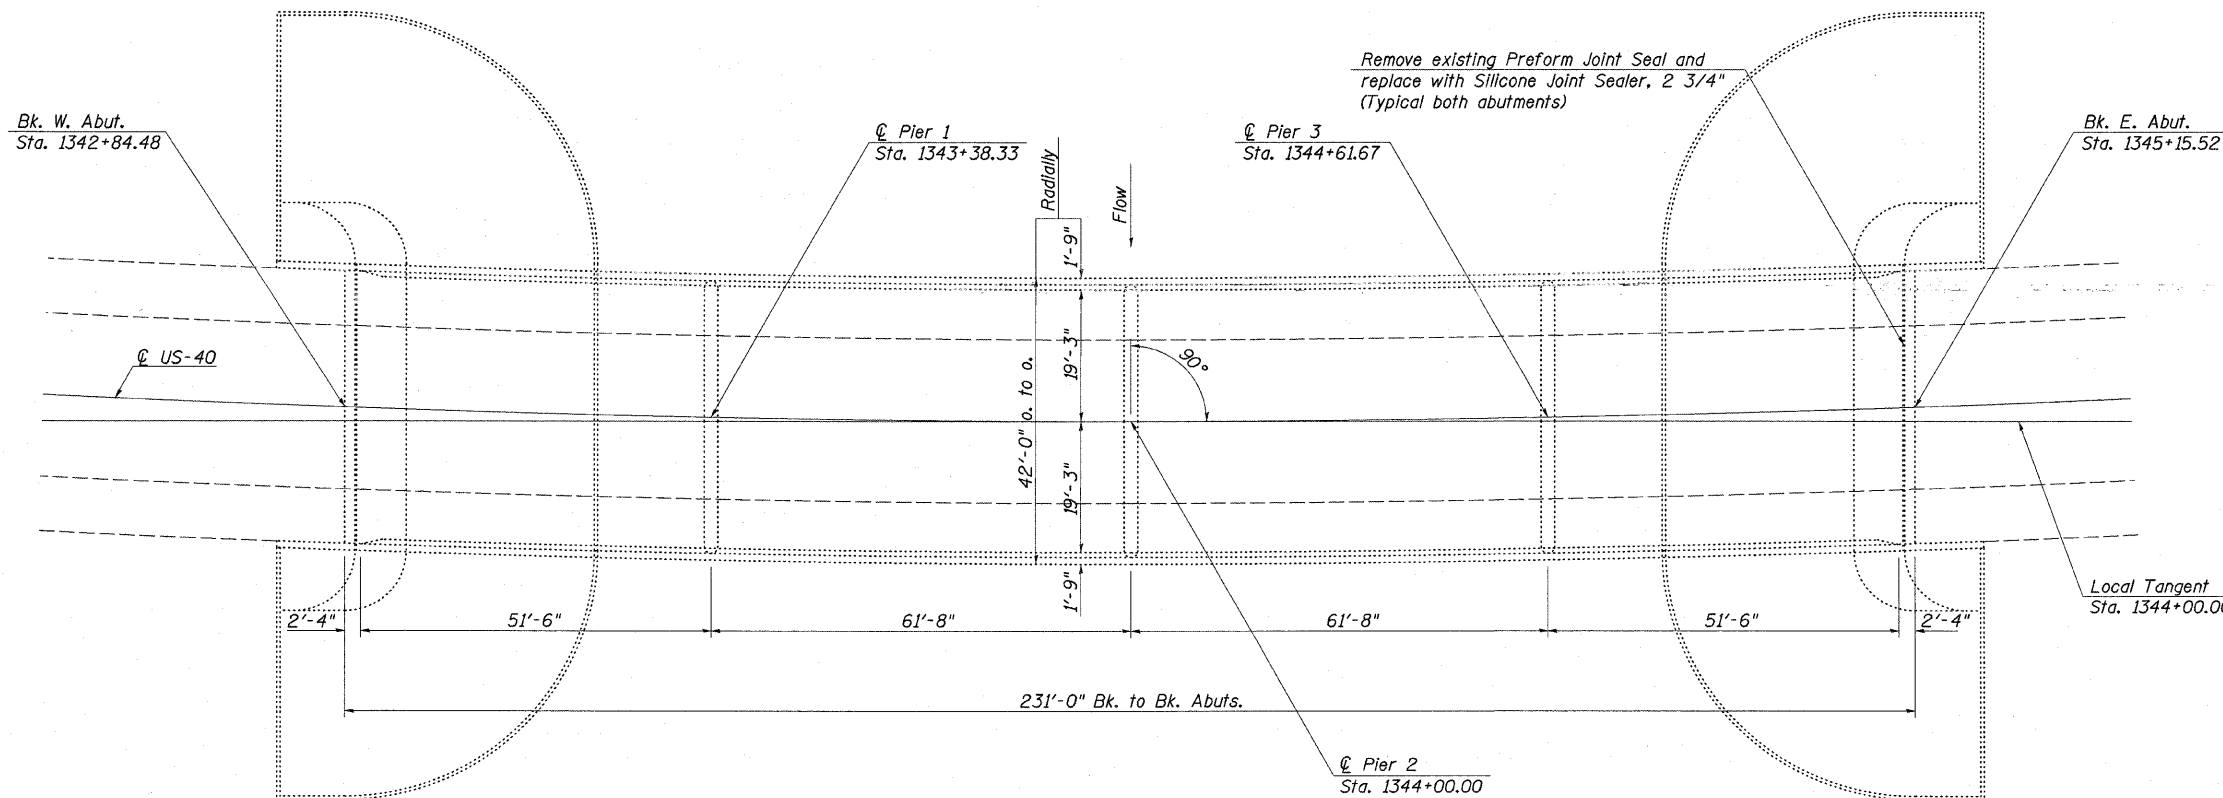 Remove existing Preform Joint Seal and
replace with Silicone Joint Sealer, 2 3/4"
(Typical both abutments)
Bk. W. Abut.
Sta. 1342+84.48
℄ Pier 1
Sta. 1343+38.33
℄ Pier 3
Sta. 1344+61.67
Bk. E. Abut.
Sta. 1345+15.52
Radially
Flow
1'-9"
19'-3"
90°
42'-0" o. to o.
℄ US-40
19'-3"
1'-9"
Local Tangent
Sta. 1344+00.00
2'-4"
51'-6"
61'-8"
61'-8"
51'-6"
2'-4"
231'-0" Bk. to Bk. Abuts.
℄ Pier 2
Sta. 1344+00.00